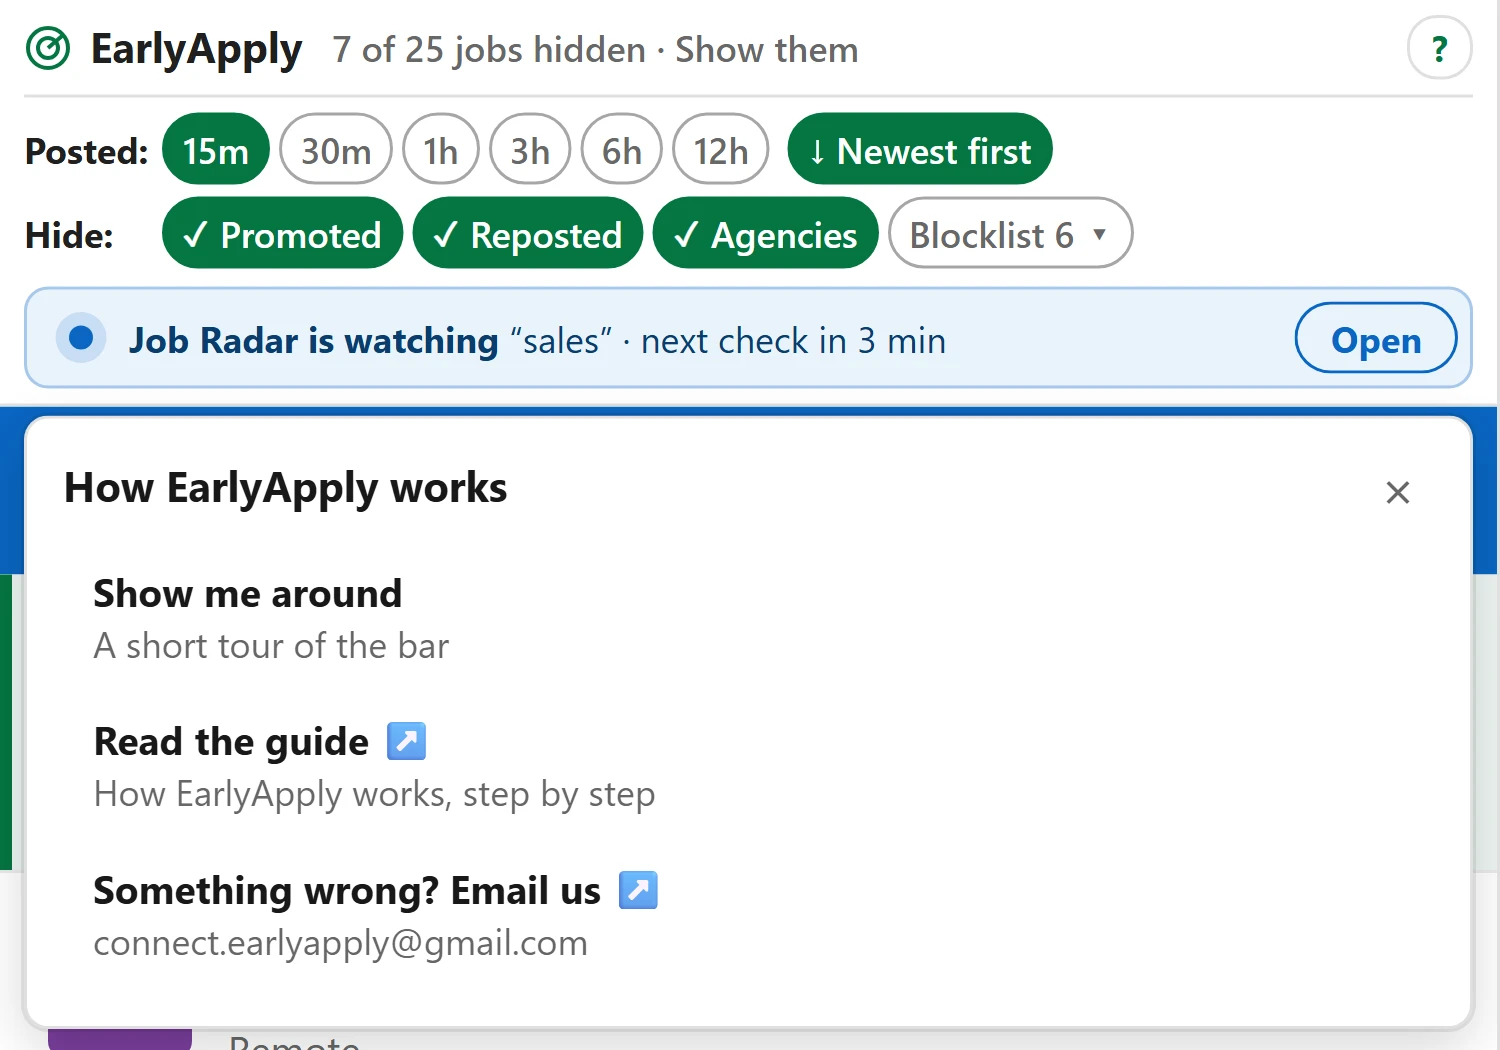 EarlyApply 7 of 25 jobs hidden · Show them ?
Posted: 15m 30m 1h 3h 6h 12h ↓ Newest first
Hide: ✓ Promoted ✓ Reposted ✓ Agencies Blocklist 6 ▼
Job Radar is watching “sales” · next check in 3 min Open
How EarlyApply works ×
Show me around
A short tour of the bar
Read the guide ↗
How EarlyApply works, step by step
Something wrong? Email us ↗
connect.earlyapply@gmail.com
Remote